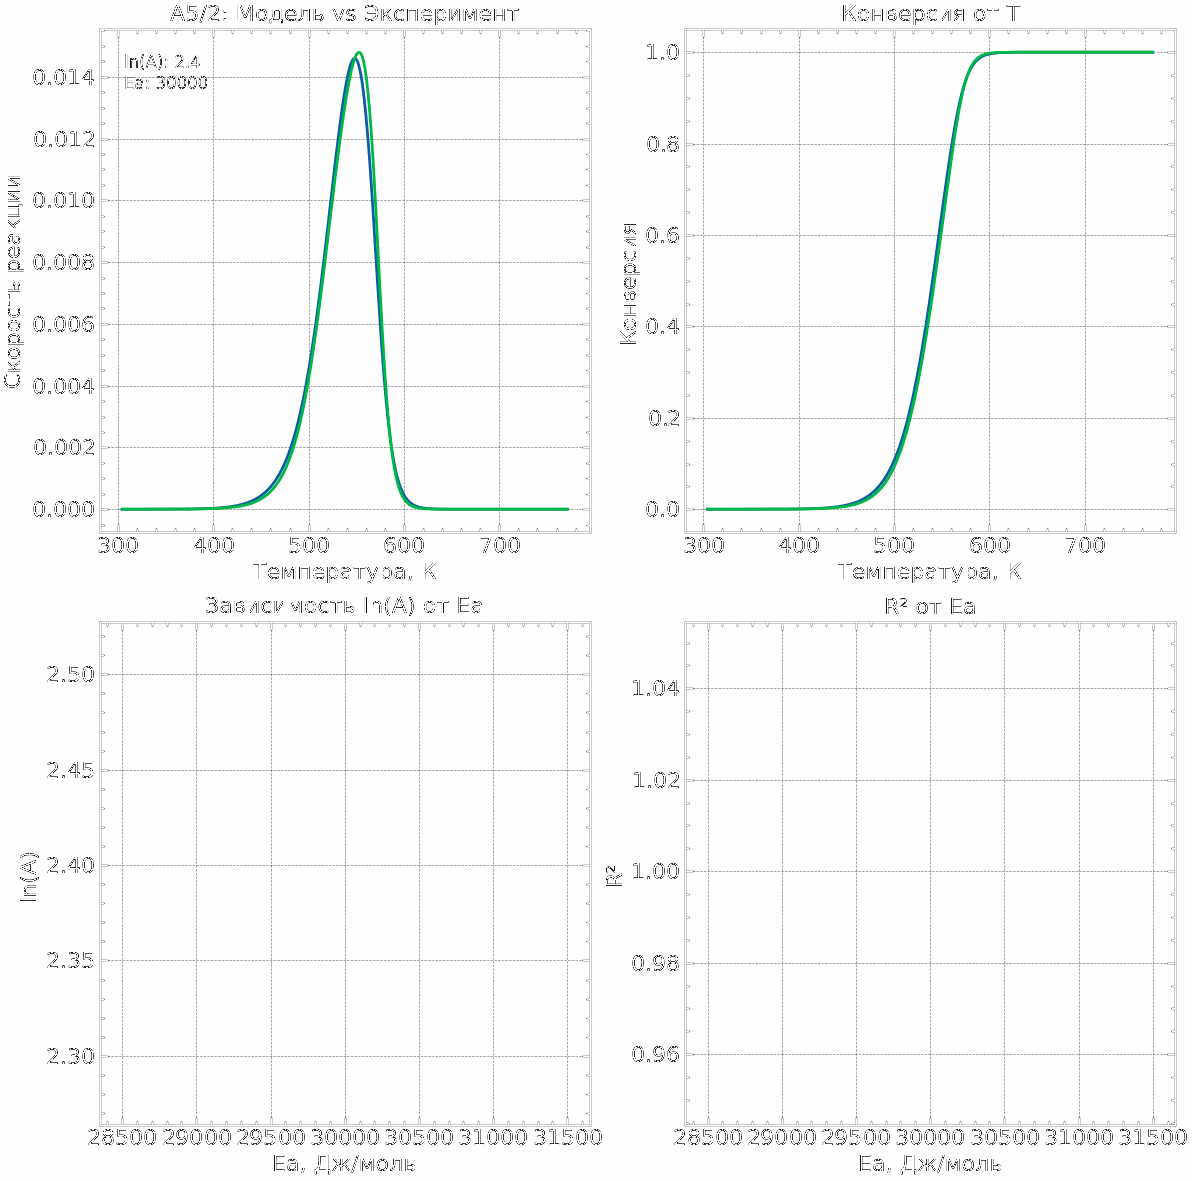 A5/2: Модель vs Эксперимент
ln(A): 2.4
Ea: 30000
0.014
0.012
0.010
0.008
0.006
0.004
0.002
0.000
Скорость реакции
300 400 500 600 700
Температура, К
Конверсия от Т
1.0
0.8
0.6
0.4
0.2
0.0
Конверсия
300 400 500 600 700
Температура, К
Зависимость ln(A) от Ea
2.50
2.45
2.40
2.35
2.30
ln(A)
28500 29000 29500 30000 30500 31000 31500
Ea, Дж/моль
R² от Ea
1.04
1.02
1.00
0.98
0.96
R²
28500 29000 29500 30000 30500 31000 31500
Ea, Дж/моль